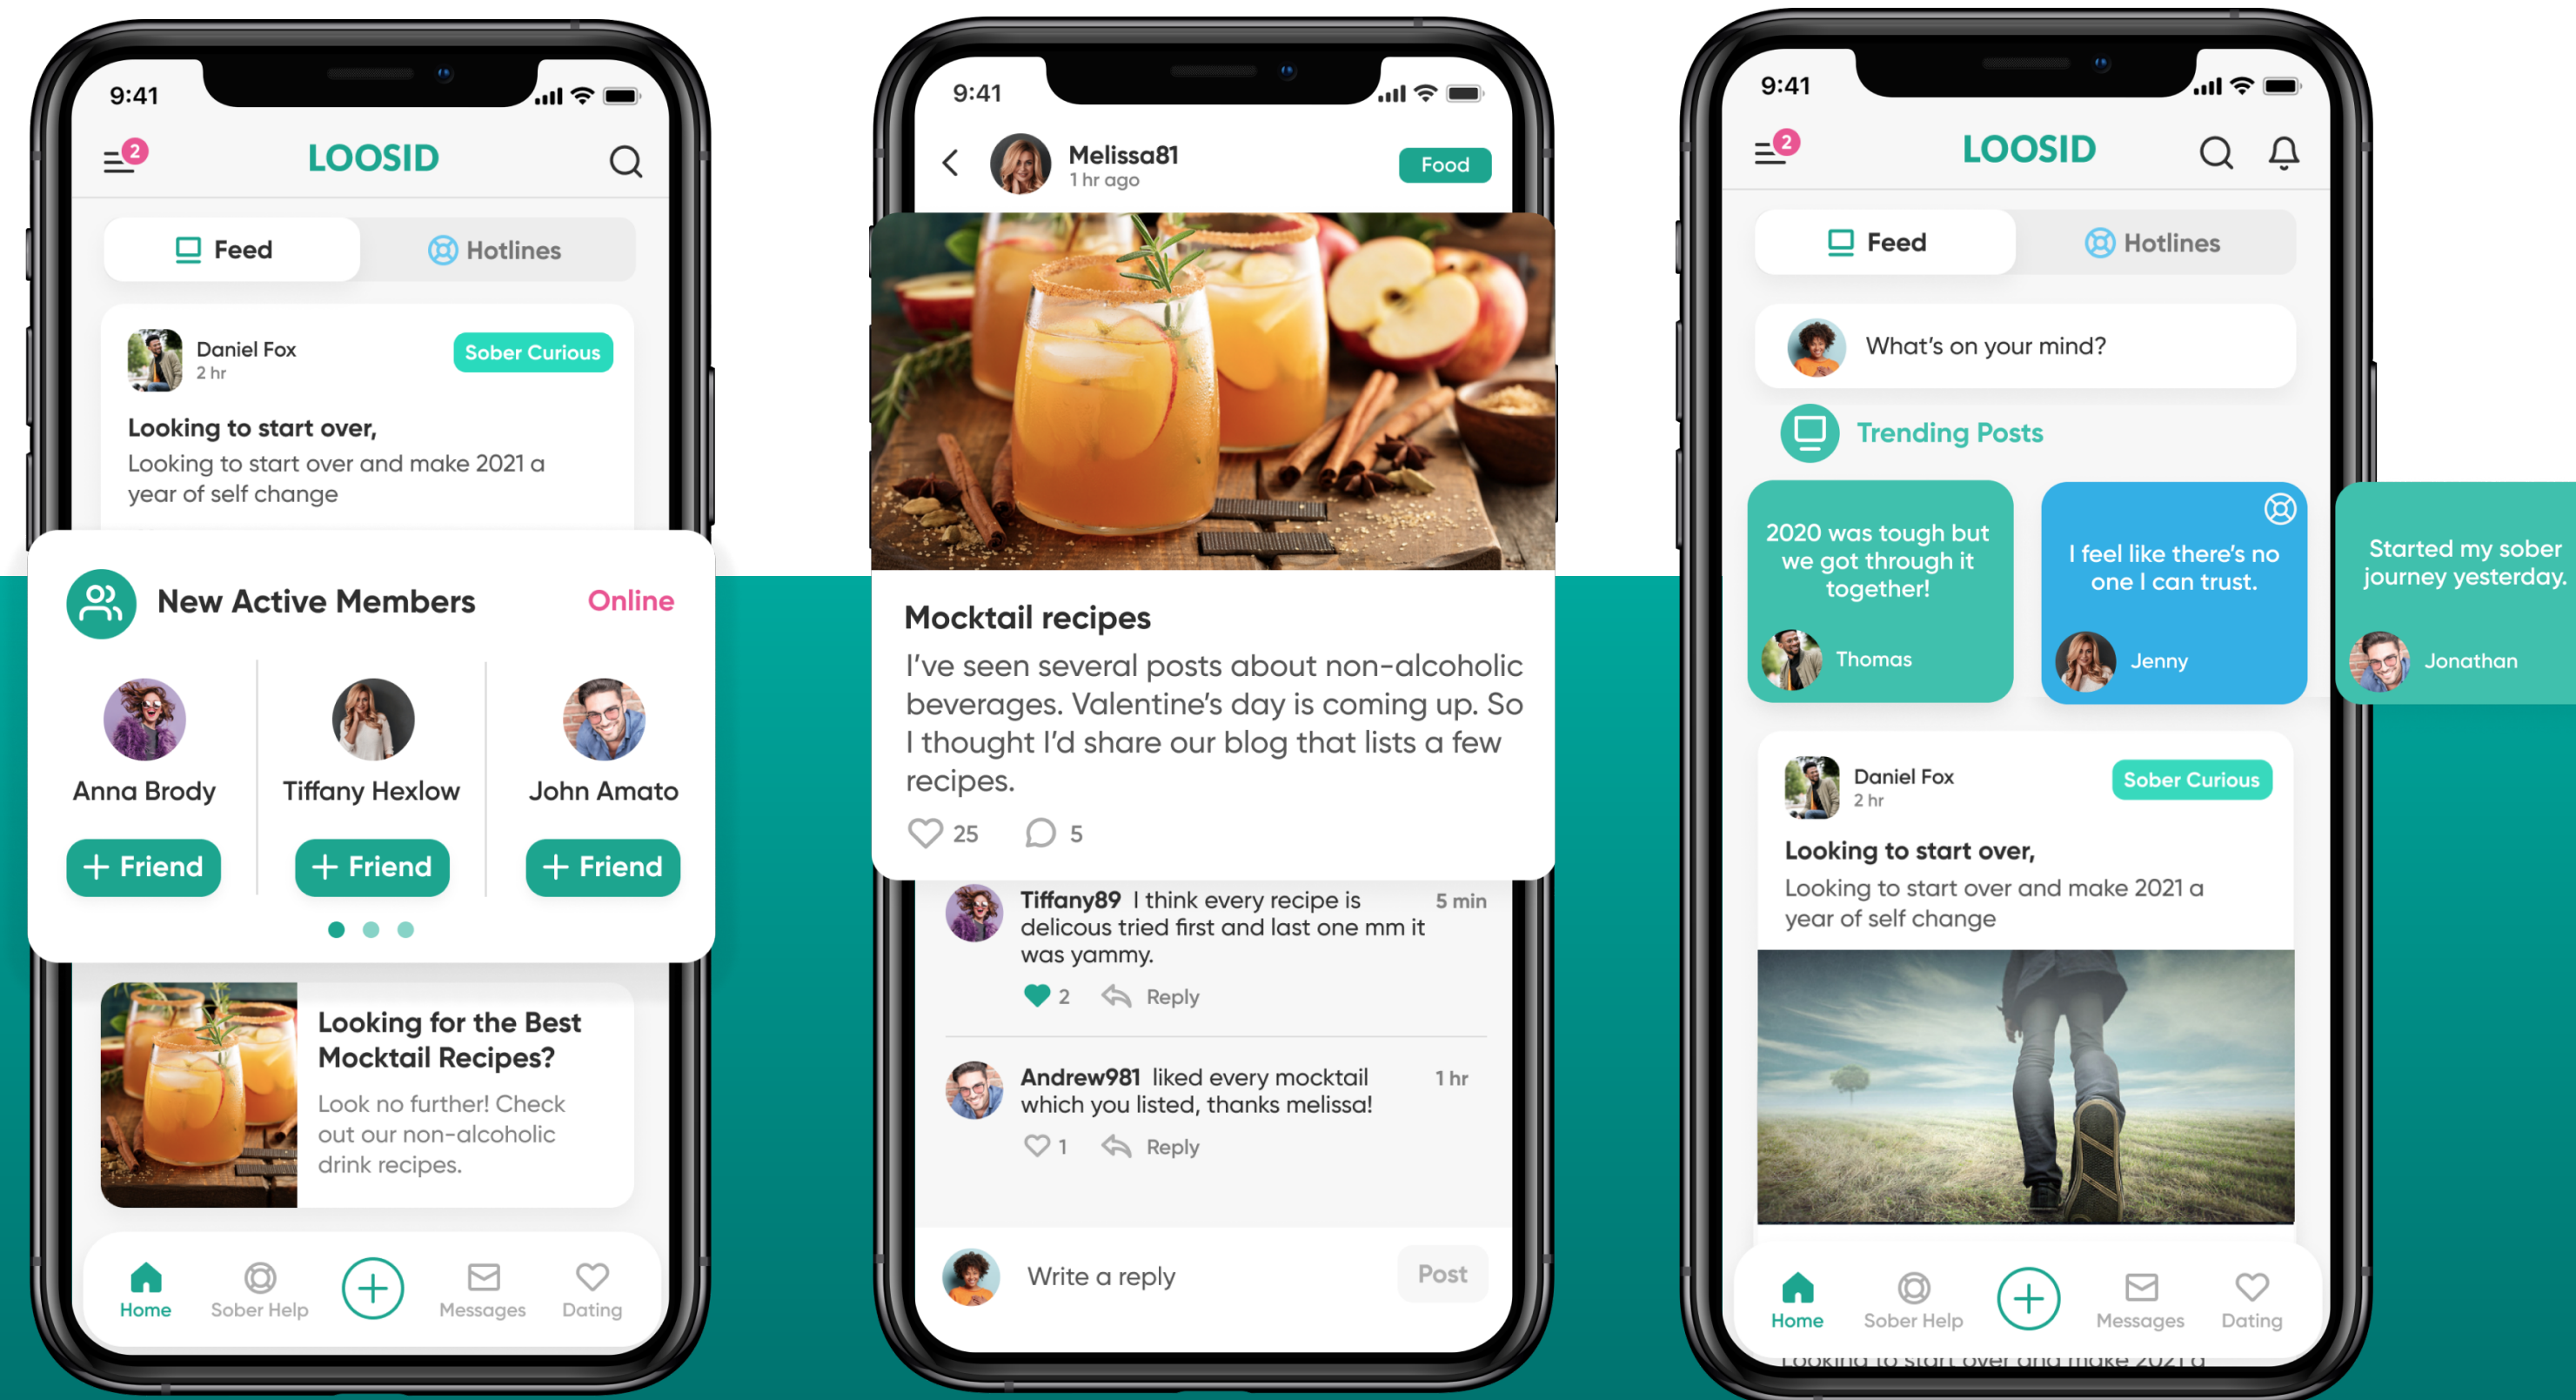 9:41
2
LOOSID
Feed
Hotlines
Daniel Fox
2 hr
Sober Curious
Looking to start over,
Looking to start over and make 2021 a
year of self change
New Active Members
Online
Anna Brody
Tiffany Hexlow
John Amato
+ Friend
+ Friend
+ Friend
Looking for the Best
Mocktail Recipes?
Look no further! Check
out our non-alcoholic
drink recipes.
Home
Sober Help
Messages
Dating
9:41
Melissa81
1 hr ago
Food
Mocktail recipes
I've seen several posts about non-alcoholic
beverages. Valentine's day is coming up. So
I thought I'd share our blog that lists a few
recipes.
25
5
Tiffany89 I think every recipe is
5 min
delicous tried first and last one mm it
was yammy.
2
Reply
Andrew981 liked every mocktail
1 hr
which you listed, thanks melissa!
1
Reply
Write a reply
Post
9:41
2
LOOSID
Feed
Hotlines
What's on your mind?
Trending Posts
2020 was tough but
we got through it
together!
Thomas
I feel like there's no
one I can trust.
Jenny
Started my sober
journey yesterday.
Jonathan
Daniel Fox
2 hr
Sober Curious
Looking to start over,
Looking to start over and make 2021 a
year of self change
Home
Sober Help
Messages
Dating
Looking to start over and make 2021 a